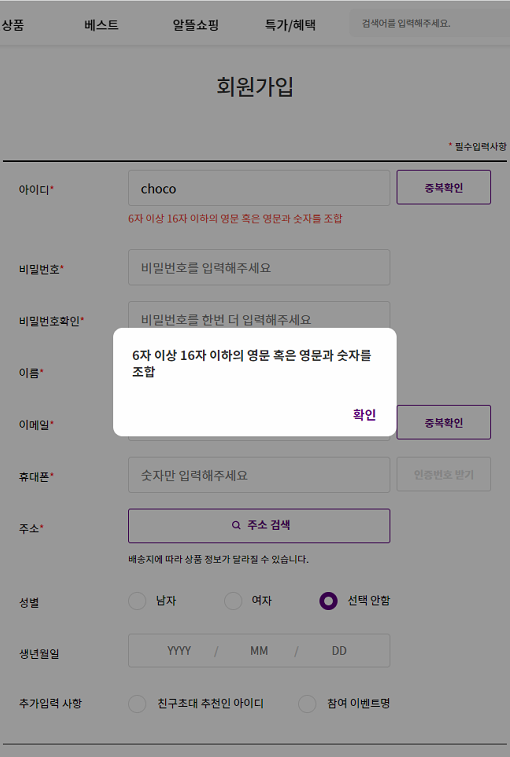 상품 베스트 알뜰쇼핑 특가/혜택 검색어를 입력해주세요.
회원가입
* 필수입력사항
아이디* choco 중복확인
6자 이상 16자 이하의 영문 혹은 영문과 숫자를 조합
비밀번호* 비밀번호를 입력해주세요
비밀번호확인* 비밀번호를 한번 더 입력해주세요
6자 이상 16자 이하의 영문 혹은 영문과 숫자를
조합
확인
이름*
이메일* 중복확인
휴대폰* 숫자만 입력해주세요 인증번호 받기
주소* 주소 검색
배송지에 따라 상품 정보가 달라질 수 있습니다.
성별 남자 여자 선택 안함
생년월일 YYYY / MM / DD
추가입력 사항 친구초대 추천인 아이디 참여 이벤트명